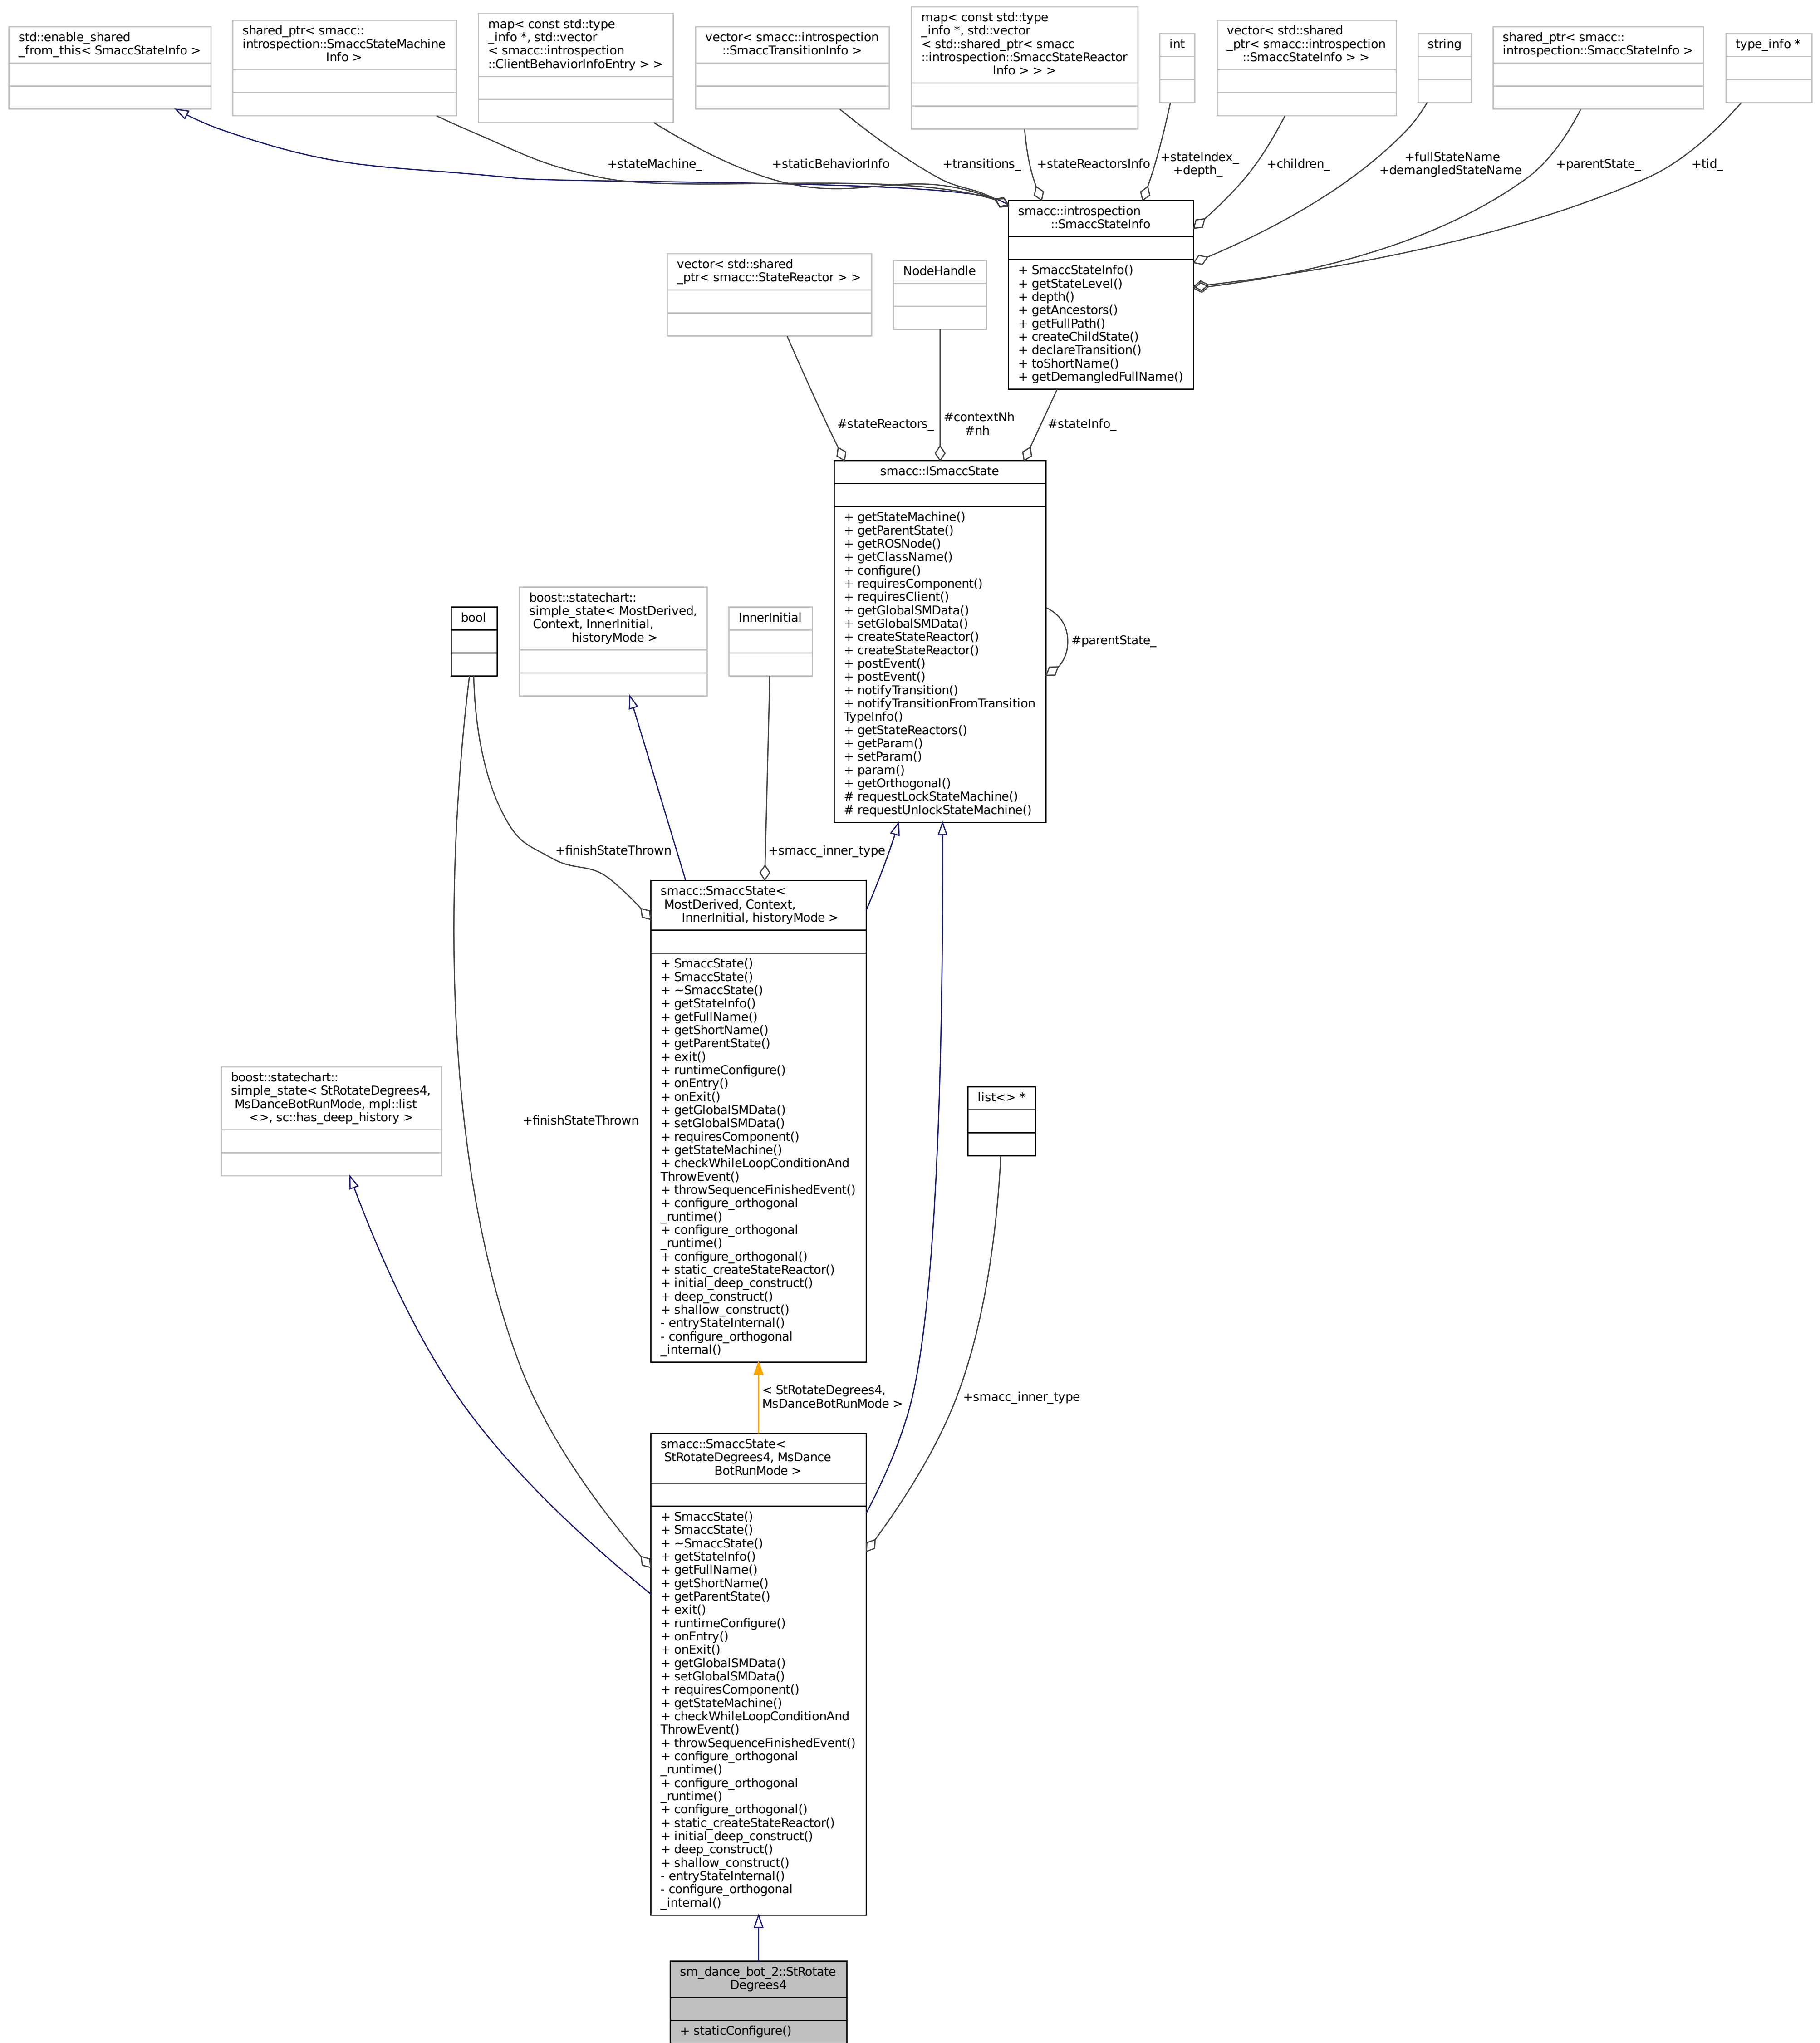 std::enable_shared
_from_this< SmaccStateInfo >
shared_ptr< smacc::
introspection::SmaccStateMachine
Info >
map< const std::type
_info *, std::vector
< smacc::introspection
::ClientBehaviorInfoEntry > >
vector< smacc::introspection
::SmaccTransitionInfo >
map< const std::type
_info *, std::vector
< std::shared_ptr< smacc
::introspection::SmaccStateReactor
Info > > >
int
vector< std::shared
_ptr< smacc::introspection
::SmaccStateInfo > >
string
shared_ptr< smacc::
introspection::SmaccStateInfo >
type_info *
+stateMachine_
+staticBehaviorInfo
+transitions_
+stateReactorsInfo
+stateIndex_
+depth_
+children_
+fullStateName
+demangledStateName
+parentState_
+tid_
smacc::introspection
::SmaccStateInfo
+ SmaccStateInfo()
+ getStateLevel()
+ depth()
+ getAncestors()
+ getFullPath()
+ createChildState()
+ declareTransition()
+ toShortName()
+ getDemangledFullName()
vector< std::shared
_ptr< smacc::StateReactor > >
NodeHandle
#stateReactors_
#contextNh
#nh
#stateInfo_
smacc::ISmaccState
+ getStateMachine()
+ getParentState()
+ getROSNode()
+ getClassName()
+ configure()
+ requiresComponent()
+ requiresClient()
+ getGlobalSMData()
+ setGlobalSMData()
+ createStateReactor()
+ createStateReactor()
+ postEvent()
+ postEvent()
+ notifyTransition()
+ notifyTransitionFromTransition
TypeInfo()
+ getStateReactors()
+ getParam()
+ setParam()
+ param()
+ getOrthogonal()
# requestLockStateMachine()
# requestUnlockStateMachine()
#parentState_
bool
boost::statechart::
simple_state< MostDerived,
Context, InnerInitial,
historyMode >
InnerInitial
+finishStateThrown
+smacc_inner_type
smacc::SmaccState<
MostDerived, Context,
InnerInitial, historyMode >
+ SmaccState()
+ SmaccState()
+ ~SmaccState()
+ getStateInfo()
+ getFullName()
+ getShortName()
+ getParentState()
+ exit()
+ runtimeConfigure()
+ onEntry()
+ onExit()
+ getGlobalSMData()
+ setGlobalSMData()
+ requiresComponent()
+ getStateMachine()
+ checkWhileLoopConditionAnd
ThrowEvent()
+ throwSequenceFinishedEvent()
+ configure_orthogonal
_runtime()
+ configure_orthogonal
_runtime()
+ configure_orthogonal()
+ static_createStateReactor()
+ initial_deep_construct()
+ deep_construct()
+ shallow_construct()
- entryStateInternal()
- configure_orthogonal
_internal()
boost::statechart::
simple_state< StRotateDegrees4,
MsDanceBotRunMode, mpl::list
<>, sc::has_deep_history >
+finishStateThrown
list<> *
< StRotateDegrees4,
MsDanceBotRunMode >
+smacc_inner_type
smacc::SmaccState<
StRotateDegrees4, MsDance
BotRunMode >
+ SmaccState()
+ SmaccState()
+ ~SmaccState()
+ getStateInfo()
+ getFullName()
+ getShortName()
+ getParentState()
+ exit()
+ runtimeConfigure()
+ onEntry()
+ onExit()
+ getGlobalSMData()
+ setGlobalSMData()
+ requiresComponent()
+ getStateMachine()
+ checkWhileLoopConditionAnd
ThrowEvent()
+ throwSequenceFinishedEvent()
+ configure_orthogonal
_runtime()
+ configure_orthogonal
_runtime()
+ configure_orthogonal()
+ static_createStateReactor()
+ initial_deep_construct()
+ deep_construct()
+ shallow_construct()
- entryStateInternal()
- configure_orthogonal
_internal()
sm_dance_bot_2::StRotate
Degrees4
+ staticConfigure()